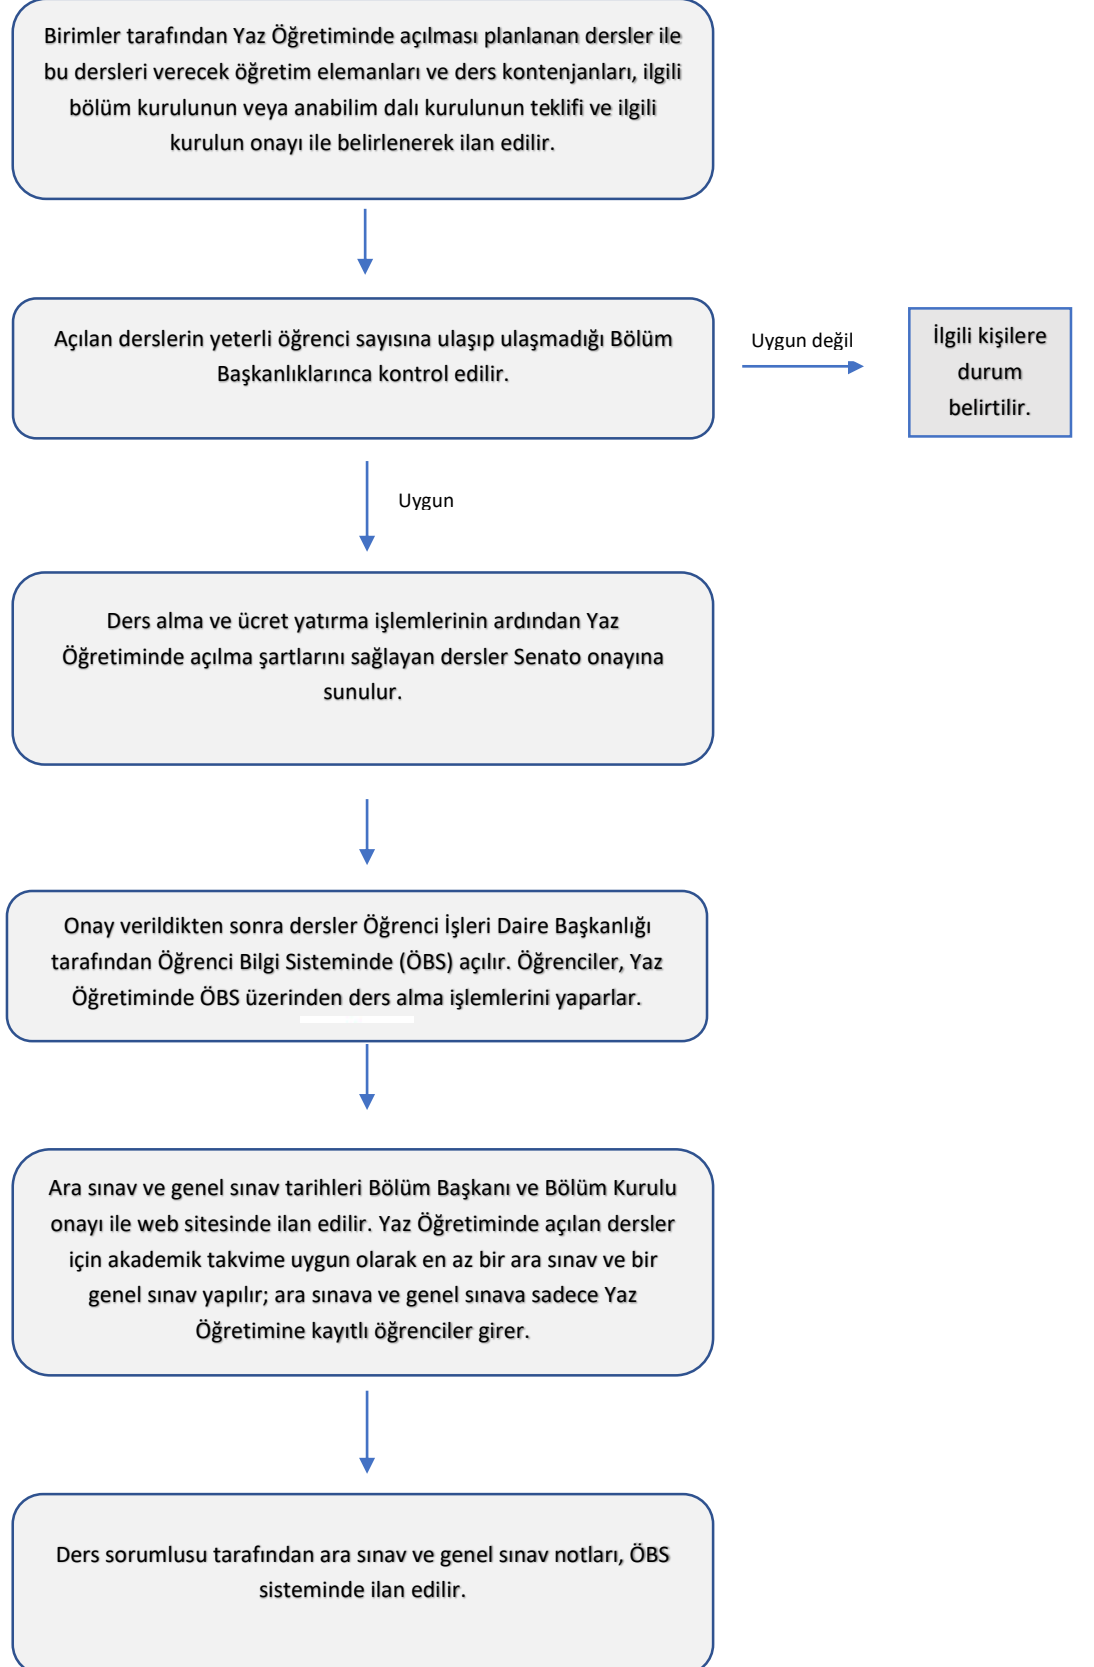 Birimler tarafından Yaz Öğretiminde açılması planlanan dersler ile
bu dersleri verecek öğretim elemanları ve ders kontenjanları, ilgili
bölüm kurulunun veya anabilim dalı kurulunun teklifi ve ilgili
kurulun onayı ile belirlenerek ilan edilir.
Açılan derslerin yeterli öğrenci sayısına ulaşıp ulaşmadığı Bölüm
Başkanlıklarınca kontrol edilir.
Uygun değil
İlgili kişilere
durum
belirtilir.
Uygun
Ders alma ve ücret yatırma işlemlerinin ardından Yaz
Öğretiminde açılma şartlarını sağlayan dersler Senato onayına
sunulur.
Onay verildikten sonra dersler Öğrenci İşleri Daire Başkanlığı
tarafından Öğrenci Bilgi Sisteminde (ÖBS) açılır. Öğrenciler, Yaz
Öğretiminde ÖBS üzerinden ders alma işlemlerini yaparlar.
Ara sınav ve genel sınav tarihleri Bölüm Başkanı ve Bölüm Kurulu
onayı ile web sitesinde ilan edilir. Yaz Öğretiminde açılan dersler
için akademik takvime uygun olarak en az bir ara sınav ve bir
genel sınav yapılır; ara sınava ve genel sınava sadece Yaz
Öğretimine kayıtlı öğrenciler girer.
Ders sorumlusu tarafından ara sınav ve genel sınav notları, ÖBS
sisteminde ilan edilir.